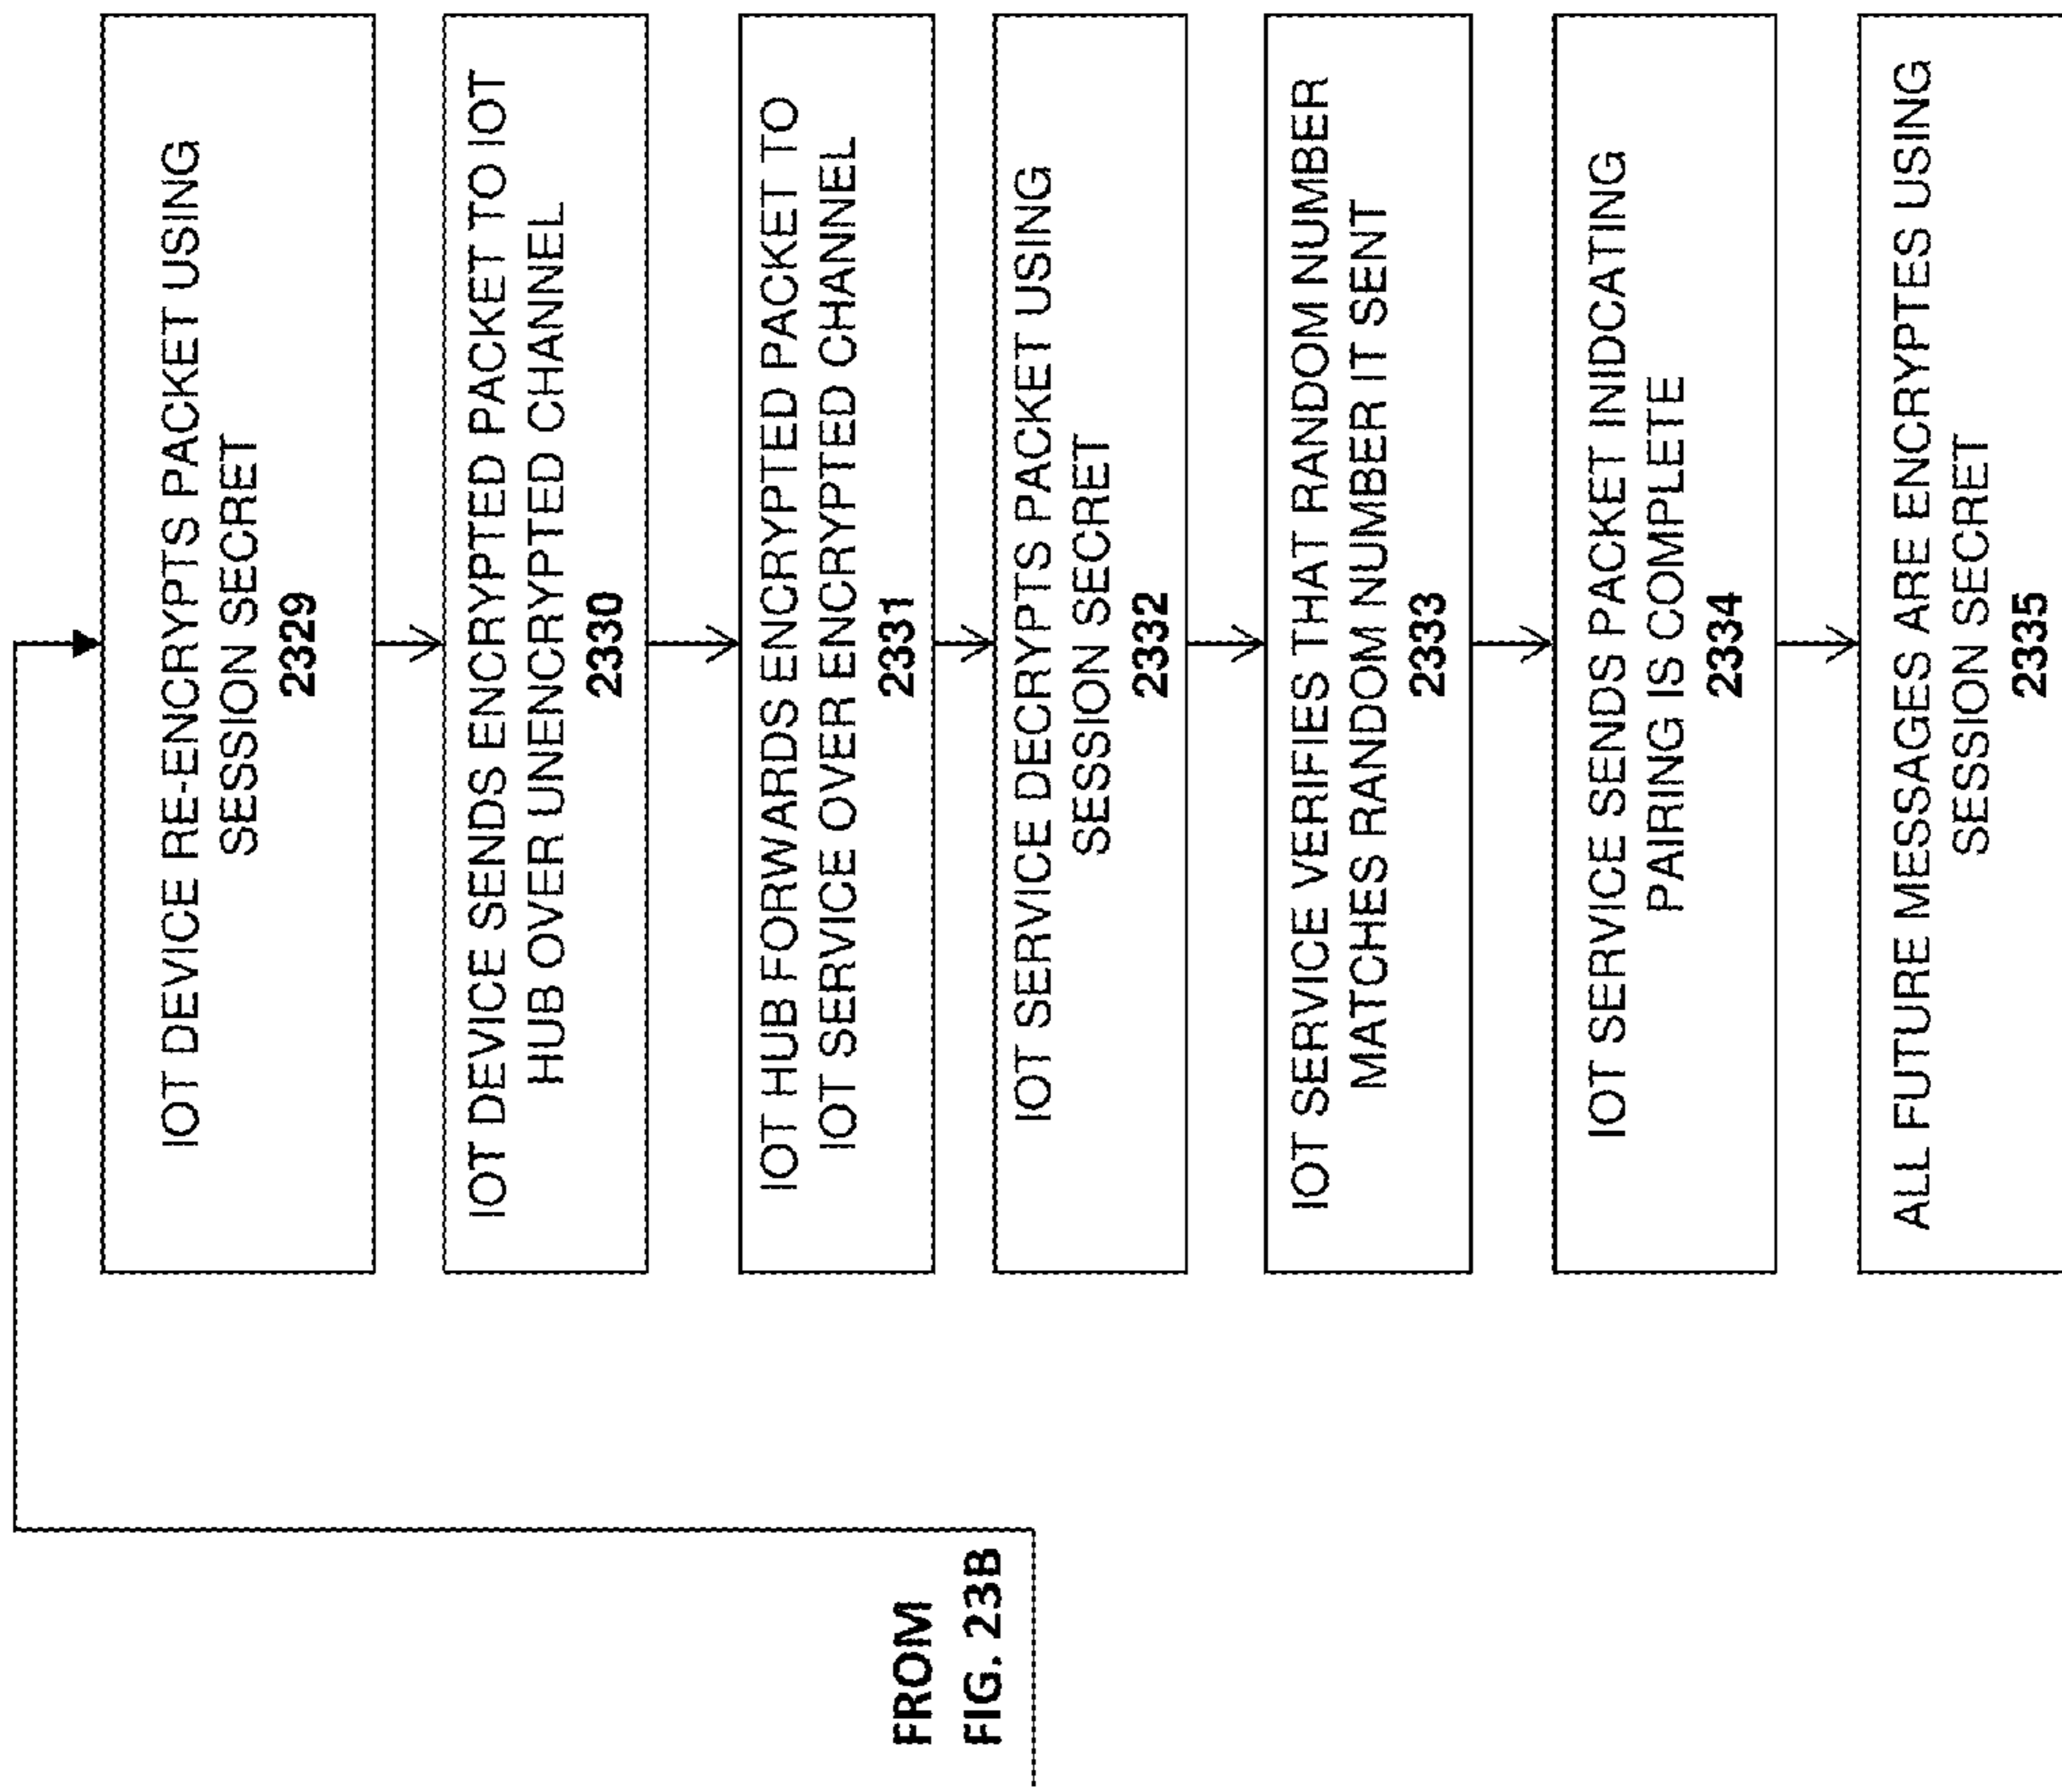 FROM
FIG. 23B
IOT DEVICE RE-ENCRYPTS PACKET USING
SESSION SECRET
2329
IOT DEVICE SENDS ENCRYPTED PACKET TO IOT
HUB OVER UNENCRYPTED CHANNEL
2330
IOT HUB FORWARDS ENCRYPTED PACKET TO
IOT SERVICE OVER ENCRYPTED CHANNEL
2331
IOT SERVICE DECRYPTS PACKET USING
SESSION SECRET
2332
IOT SERVICE VERIFIES THAT RANDOM NUMBER
MATCHES RANDOM NUMBER IT SENT
2333
IOT SERVICE SENDS PACKET INIDCATING
PAIRING IS COMPLETE
2334
ALL FUTURE MESSAGES ARE ENCRYPTES USING
SESSION SECRET
2335